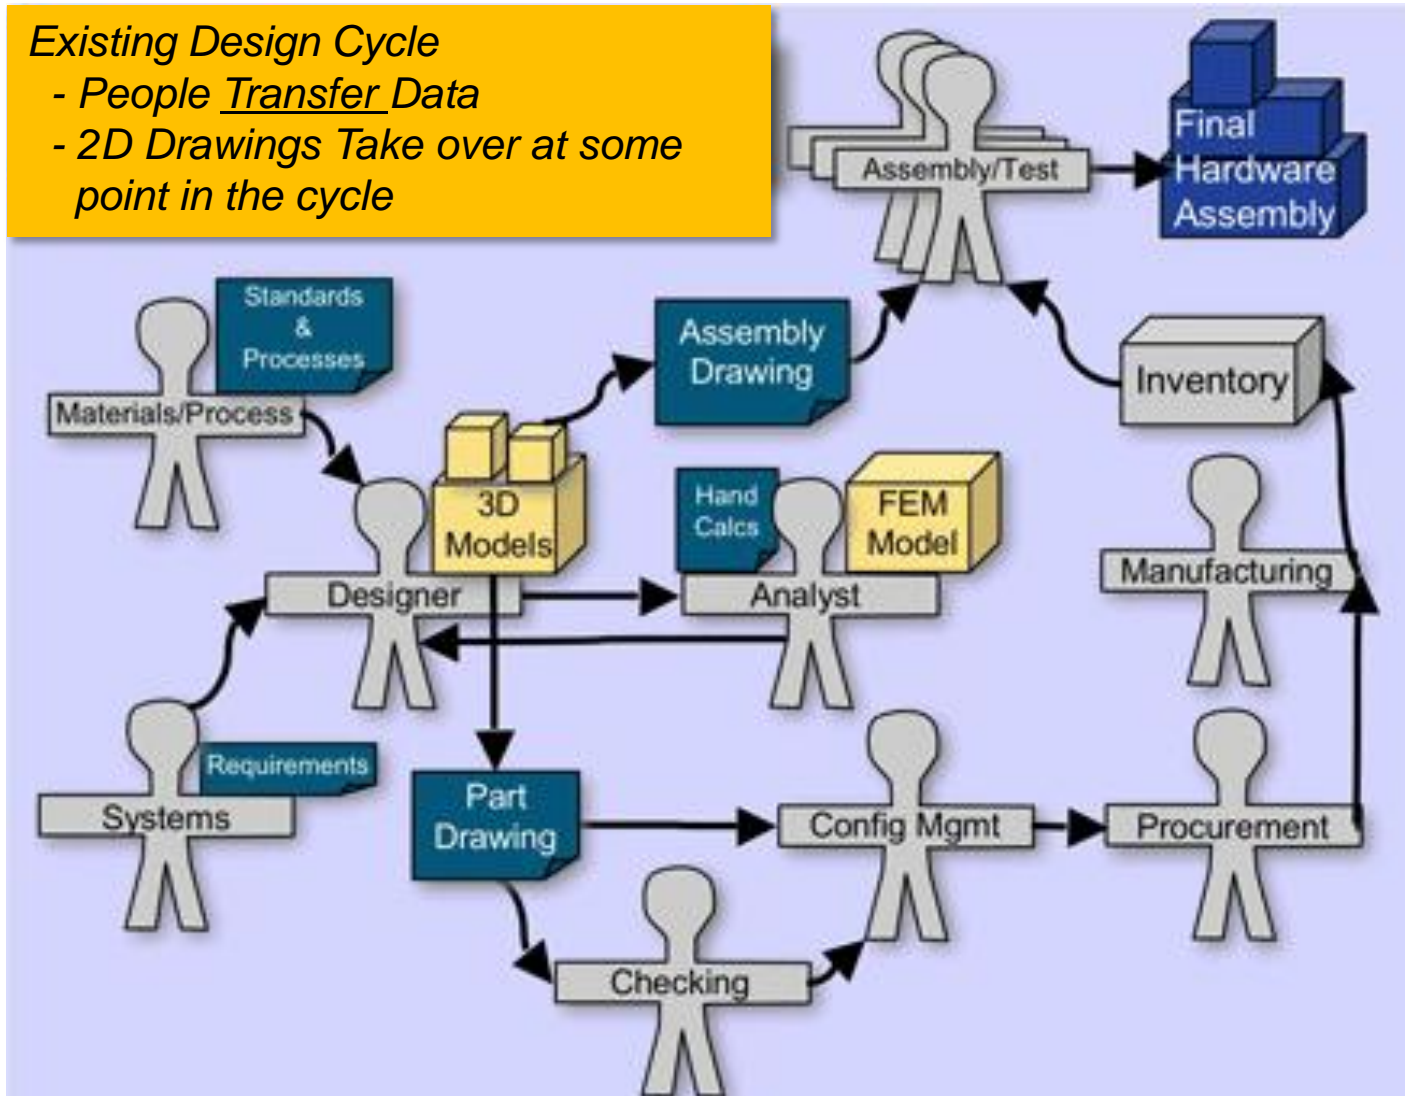 Existing Design Cycle
- People Transfer Data
- 2D Drawings Take over at some
point in the cycle
Assembly/Test
Final
Hardware
Assembly
Standards
&
Processes
Materials/Process
Assembly
Drawing
Inventory
3D
Models
Hand
Calcs
FEM
Model
Designer
Analyst
Manufacturing
Requirements
Systems
Part
Drawing
Config Mgmt
Procurement
Checking